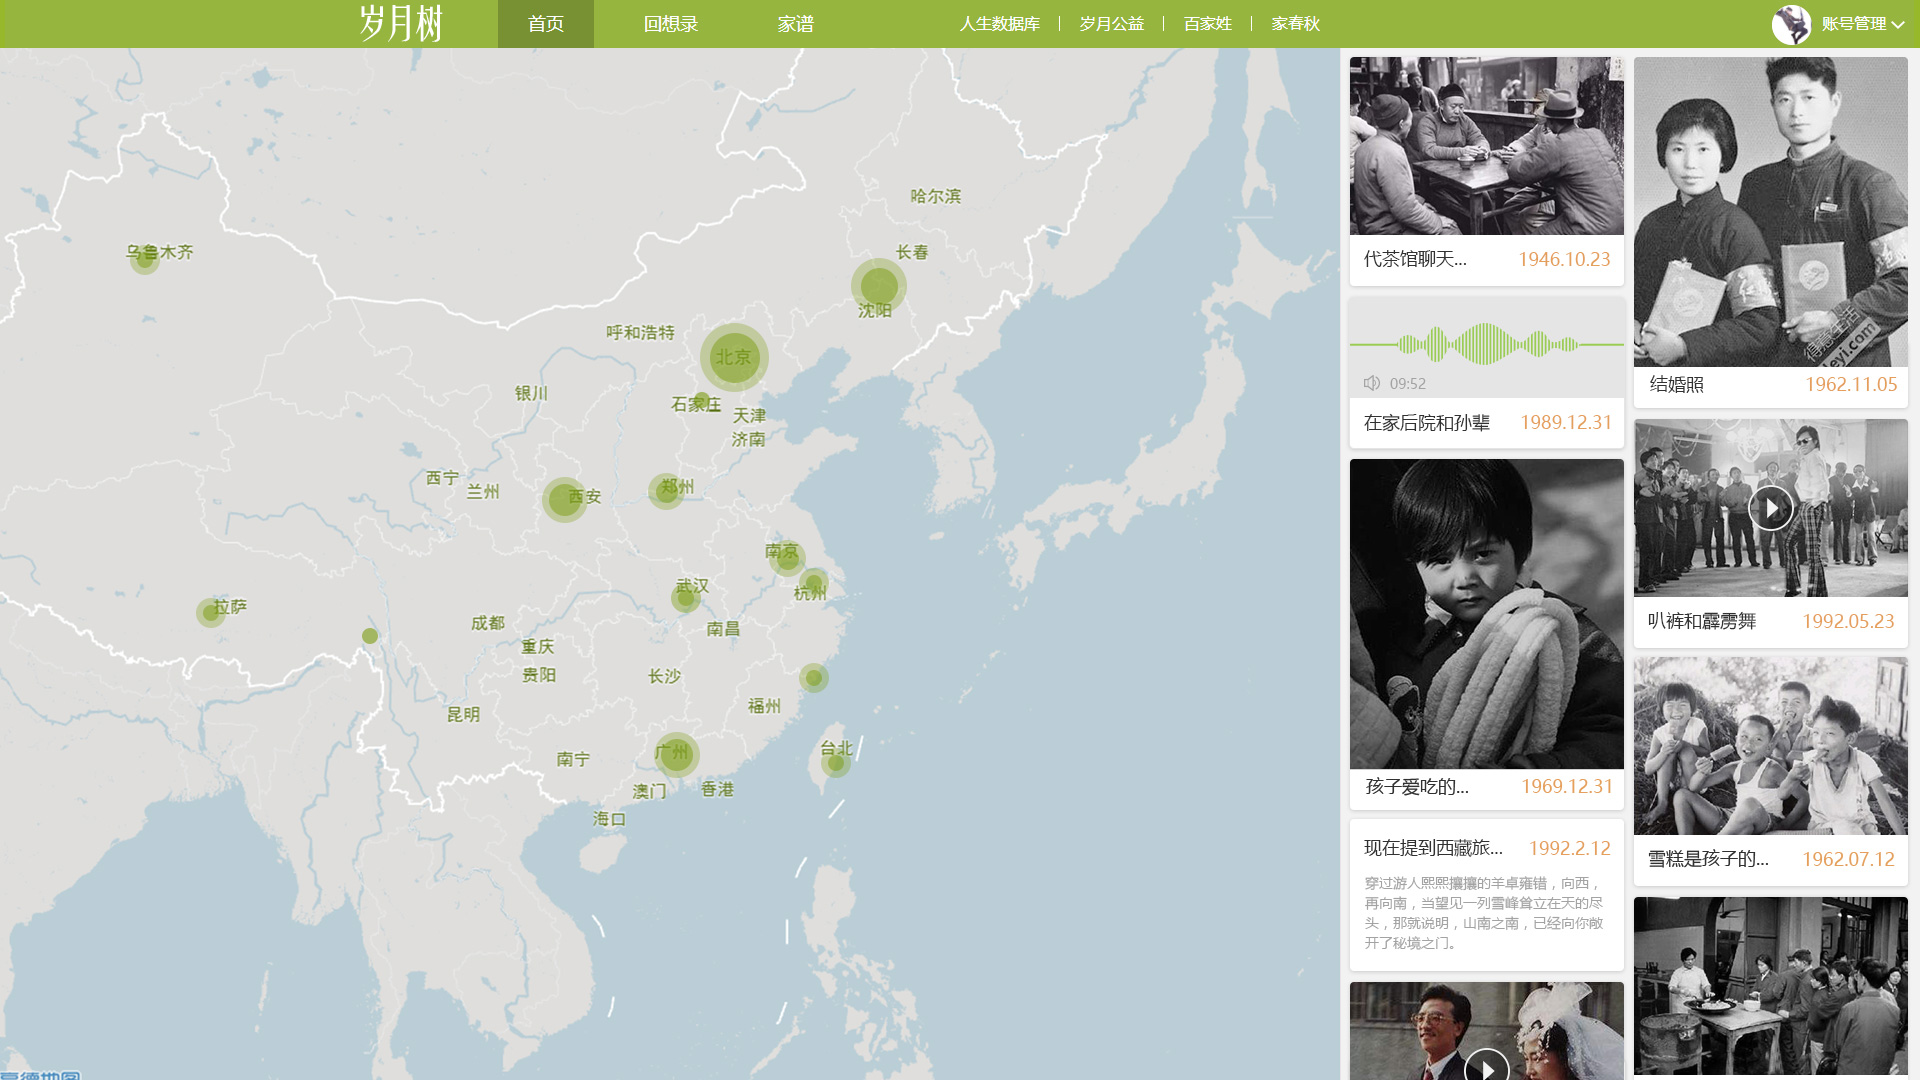 岁月树
首页
回想录
家谱
人生数据库
岁月公益
百家姓
家春秋
账号管理
哈尔滨
乌鲁木齐
长春
沈阳
呼和浩特
北京
银川
石家庄
天津
济南
西宁
兰州
西安
郑州
南京
武汉
杭州
拉萨
成都
南昌
重庆
贵阳
长沙
福州
昆明
台北
南宁
广州
澳门
香港
海口
高德地图
代茶馆聊天...
1946.10.23
09:52
在家后院和孙辈
1989.12.31
孩子爱吃的...
1969.12.31
现在提到西藏旅...
1992.2.12
穿过游人熙熙攘攘的羊卓雍错，向西，
再向南，当望见一列雪峰耸立在天的尽
头，那就说明，山南之南，已经向你敞
开了秘境之门。
得意生活
结婚照
1962.11.05
叭裤和霹雳舞
1992.05.23
雪糕是孩子的...
1962.07.12